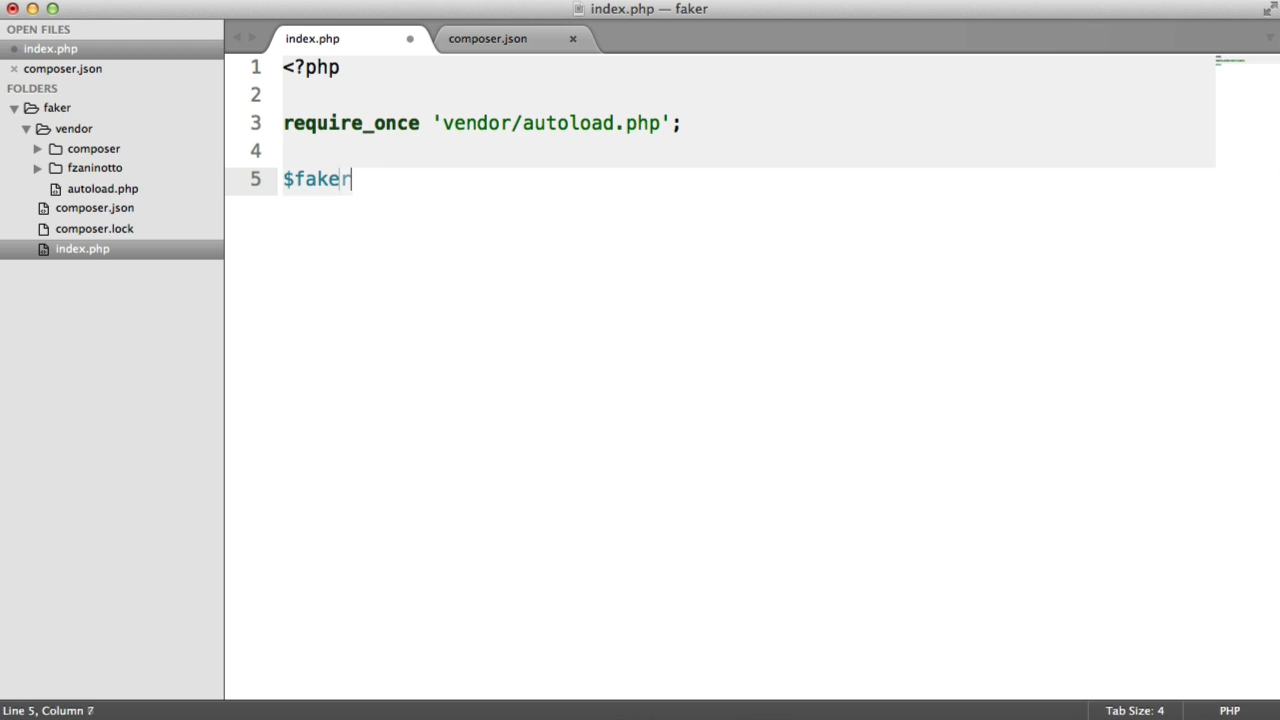 index.php — faker
OPEN FILES
index.php
composer.json
FOLDERS
faker
vendor
composer
fzaninotto
autoload.php
composer.json
composer.lock
index.php
index.php
composer.json
1 <?php
2
3 require_once 'vendor/autoload.php';
4
5 $faker
Line 5, Column 7
Tab Size: 4
PHP